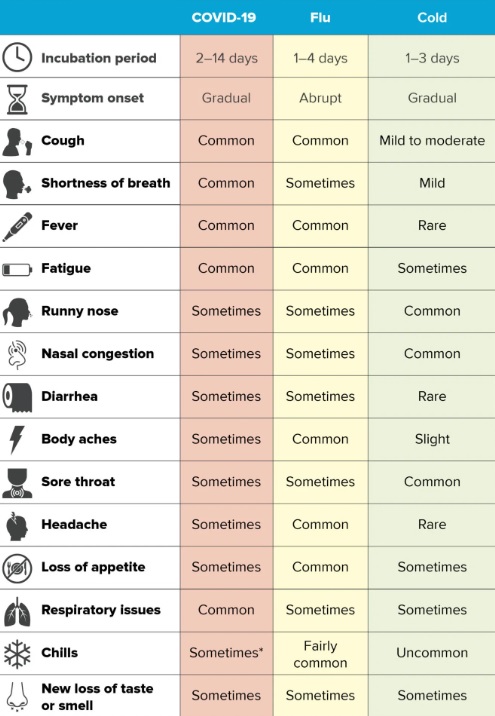 COVID-19 Flu Cold
Incubation period 2–14 days 1–4 days 1–3 days
Symptom onset Gradual Abrupt Gradual
Cough Common Common Mild to moderate
Shortness of breath Common Sometimes Mild
Fever Common Common Rare
Fatigue Common Common Sometimes
Runny nose Sometimes Sometimes Common
Nasal congestion Sometimes Sometimes Common
Diarrhea Sometimes Sometimes Rare
Body aches Sometimes Common Slight
Sore throat Sometimes Sometimes Common
Headache Sometimes Common Rare
Loss of appetite Sometimes Common Sometimes
Respiratory issues Common Sometimes Sometimes
Chills Sometimes* Fairly common Uncommon
New loss of taste or smell Sometimes Sometimes Sometimes